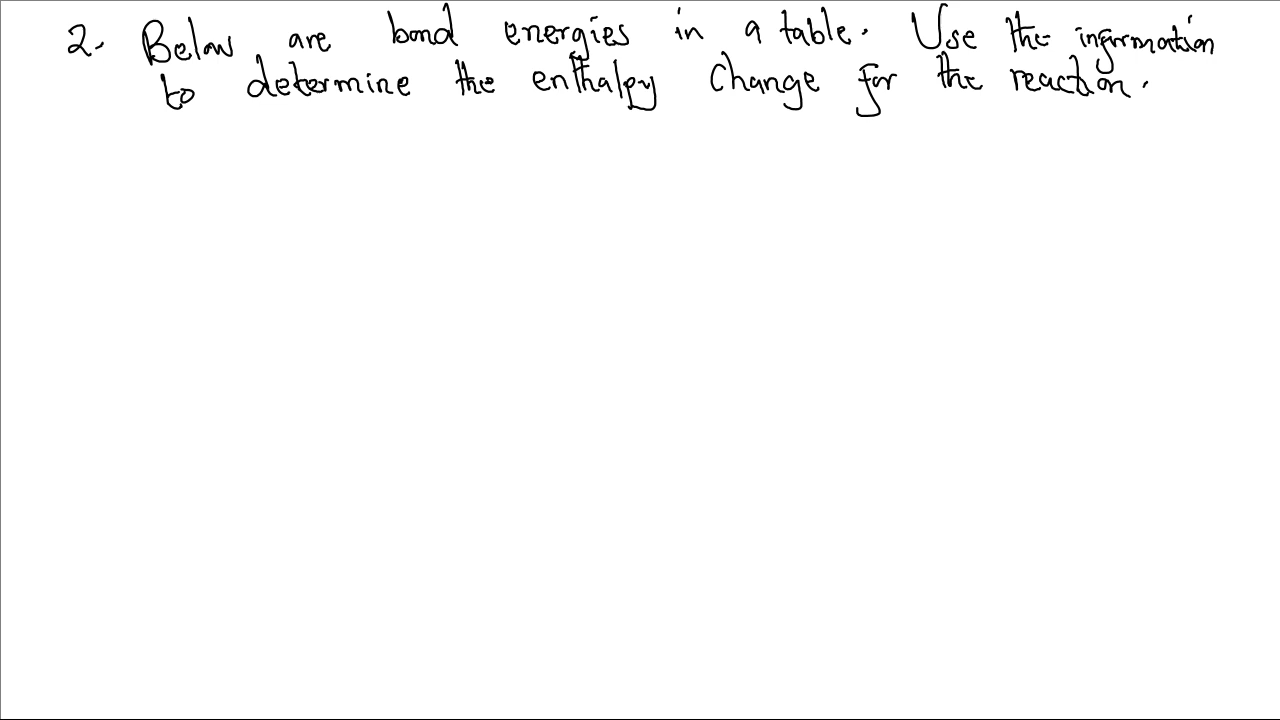 2. Below are bond energies in a table. Use the information
to determine the enthalpy change for the reaction.